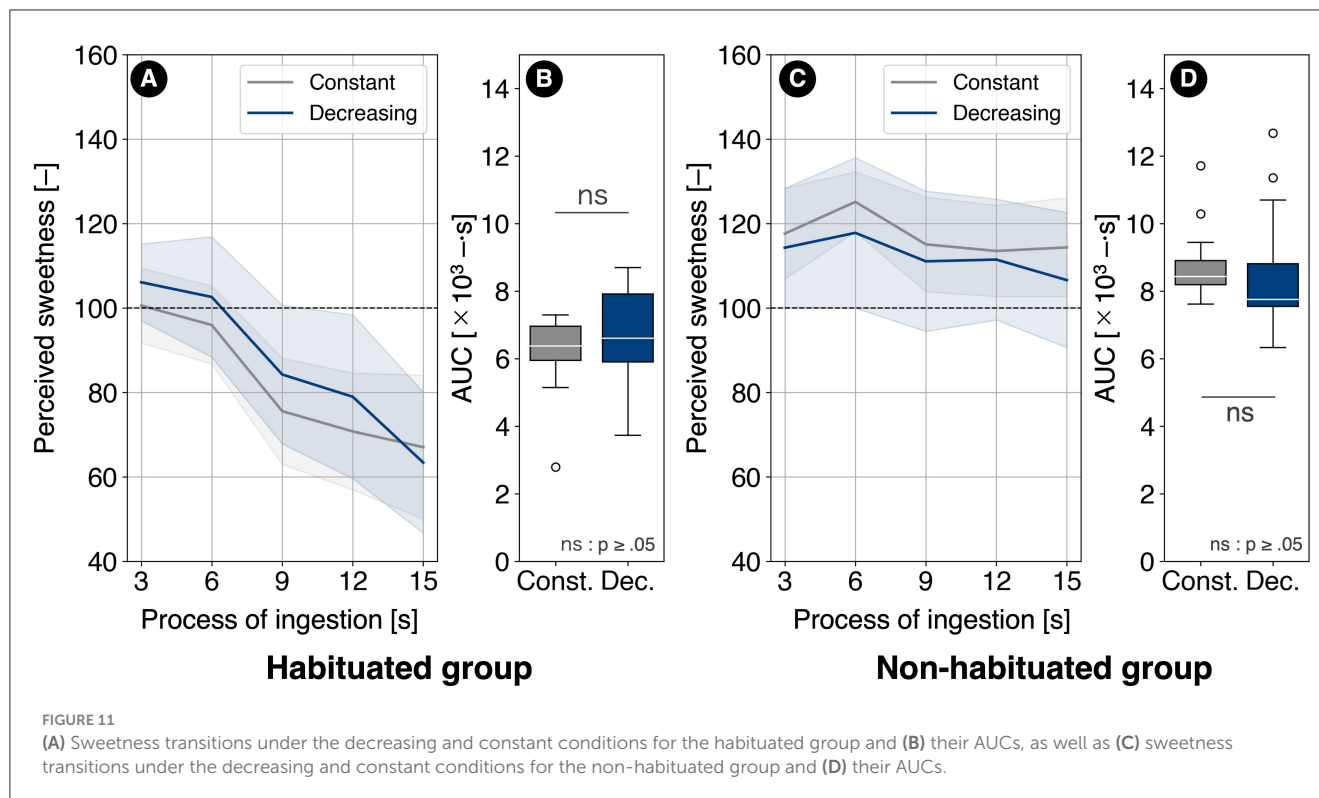 A
Constant
Decreasing
160
140
120
100
80
60
40
Perceived sweetness [−]
3 6 9 12 15
Process of ingestion [s]
B
14
12
10
8
6
4
2
0
AUC [ × 10³ −·s]
ns
ns : p ≥ .05
Const. Dec.
Habituated group
C
Constant
Decreasing
160
140
120
100
80
60
40
Perceived sweetness [−]
3 6 9 12 15
Process of ingestion [s]
D
14
12
10
8
6
4
2
0
AUC [ × 10³ −·s]
ns
ns : p ≥ .05
Const. Dec.
Non-habituated group
FIGURE 11
(A) Sweetness transitions under the decreasing and constant conditions for the habituated group and (B) their AUCs, as well as (C) sweetness
transitions under the decreasing and constant conditions for the non-habituated group and (D) their AUCs.